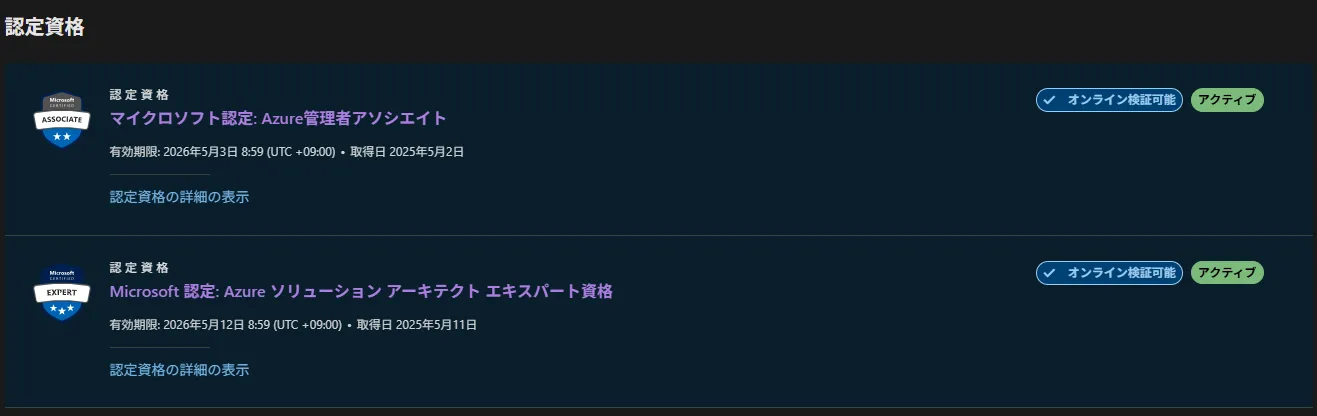 認定資格
Microsoft
CERTIFIED
ASSOCIATE
認定資格
マイクロソフト認定: Azure管理者アソシエイト
オンライン検証可能
アクティブ
有効期限: 2026年5月3日 8:59 (UTC +09:00) • 取得日 2025年5月2日
認定資格の詳細の表示
Microsoft
CERTIFIED
EXPERT
認定資格
Microsoft 認定: Azure ソリューション アーキテクト エキスパート資格
オンライン検証可能
アクティブ
有効期限: 2026年5月12日 8:59 (UTC +09:00) • 取得日 2025年5月11日
認定資格の詳細の表示